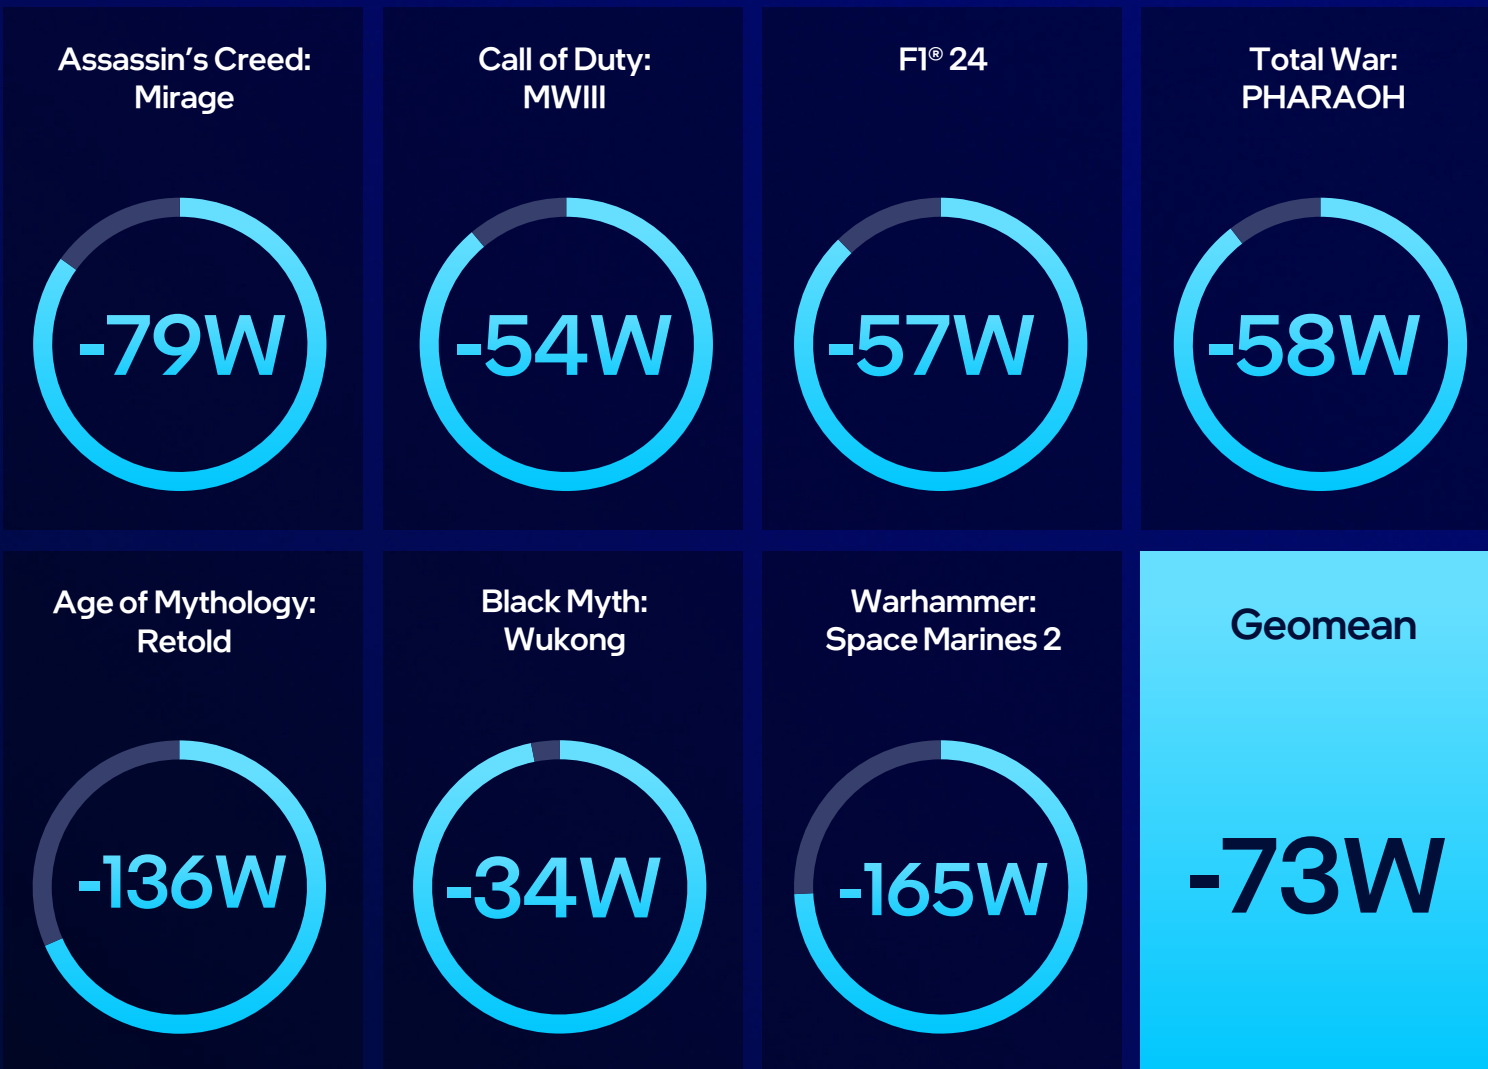 Assassin's Creed:
Mirage
-79W
Call of Duty:
MWIII
-54W
F1® 24
-57W
Total War:
PHARAOH
-58W
Age of Mythology:
Retold
-136W
Black Myth:
Wukong
-34W
Warhammer:
Space Marines 2
-165W
Geomean
-73W